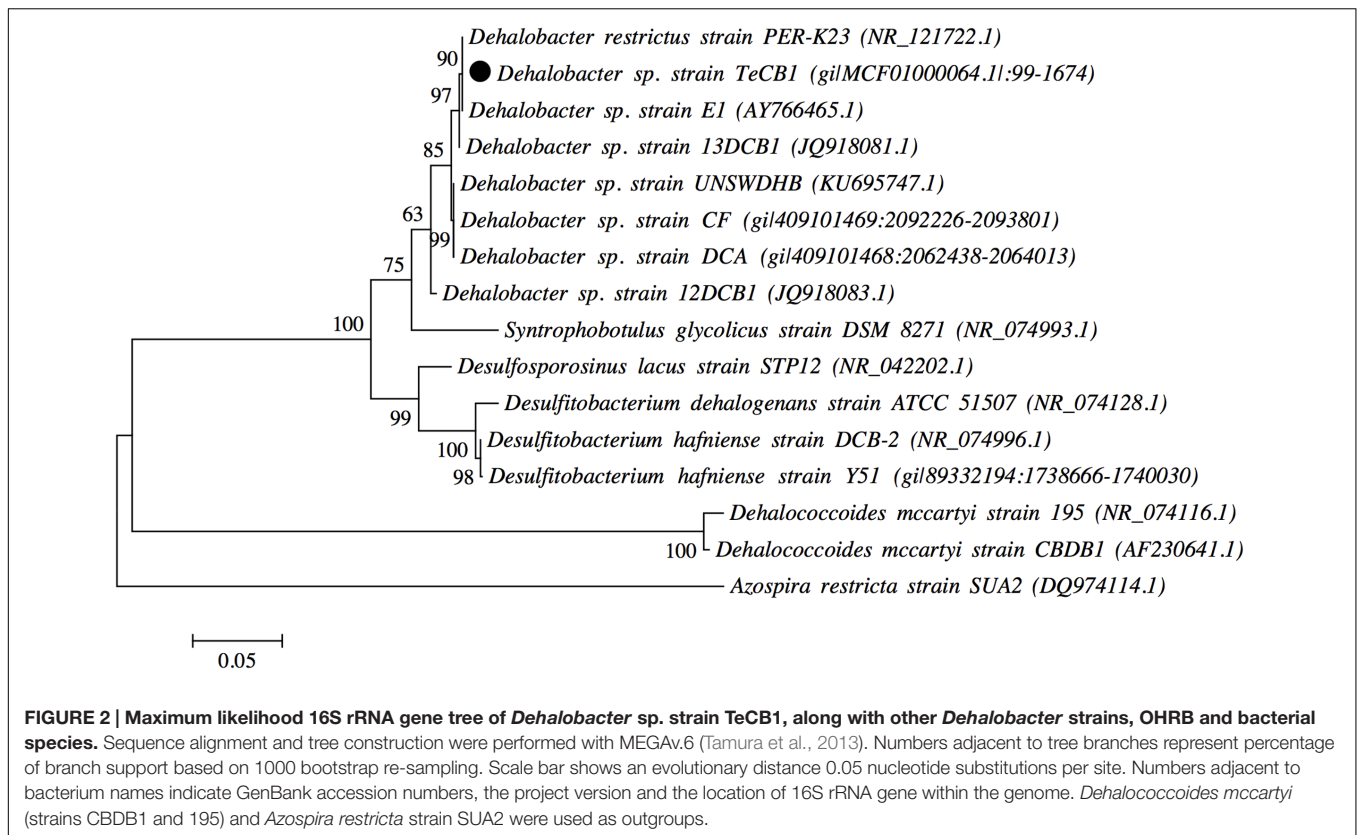 Dehalobacter restrictus strain PER-K23 (NR_121722.1)
90
Dehalobacter sp. strain TeCB1 (gi|MCF01000064.1|:99-1674)
97
Dehalobacter sp. strain E1 (AY766465.1)
Dehalobacter sp. strain 13DCB1 (JQ918081.1)
85
Dehalobacter sp. strain UNSWDHB (KU695747.1)
63
Dehalobacter sp. strain CF (gi|409101469:2092226-2093801)
99
Dehalobacter sp. strain DCA (gi|409101468:2062438-2064013)
75
Dehalobacter sp. strain 12DCB1 (JQ918083.1)
100
Syntrophobotulus glycolicus strain DSM 8271 (NR_074993.1)
Desulfosporosinus lacus strain STP12 (NR_042202.1)
99
Desulfitobacterium dehalogenans strain ATCC 51507 (NR_074128.1)
Desulfitobacterium hafniense strain DCB-2 (NR_074996.1)
100
98
Desulfitobacterium hafniense strain Y51 (gi|89332194:1738666-1740030)
Dehalococcoides mccartyi strain 195 (NR_074116.1)
100
Dehalococcoides mccartyi strain CBDB1 (AF230641.1)
Azospira restricta strain SUA2 (DQ974114.1)
0.05
FIGURE 2 | Maximum likelihood 16S rRNA gene tree of Dehalobacter sp. strain TeCB1, along with other Dehalobacter strains, OHRB and bacterial
species. Sequence alignment and tree construction were performed with MEGAv.6 (Tamura et al., 2013). Numbers adjacent to tree branches represent percentage
of branch support based on 1000 bootstrap re-sampling. Scale bar shows an evolutionary distance 0.05 nucleotide substitutions per site. Numbers adjacent to
bacterium names indicate GenBank accession numbers, the project version and the location of 16S rRNA gene within the genome. Dehalococcoides mccartyi
(strains CBDB1 and 195) and Azospira restricta strain SUA2 were used as outgroups.